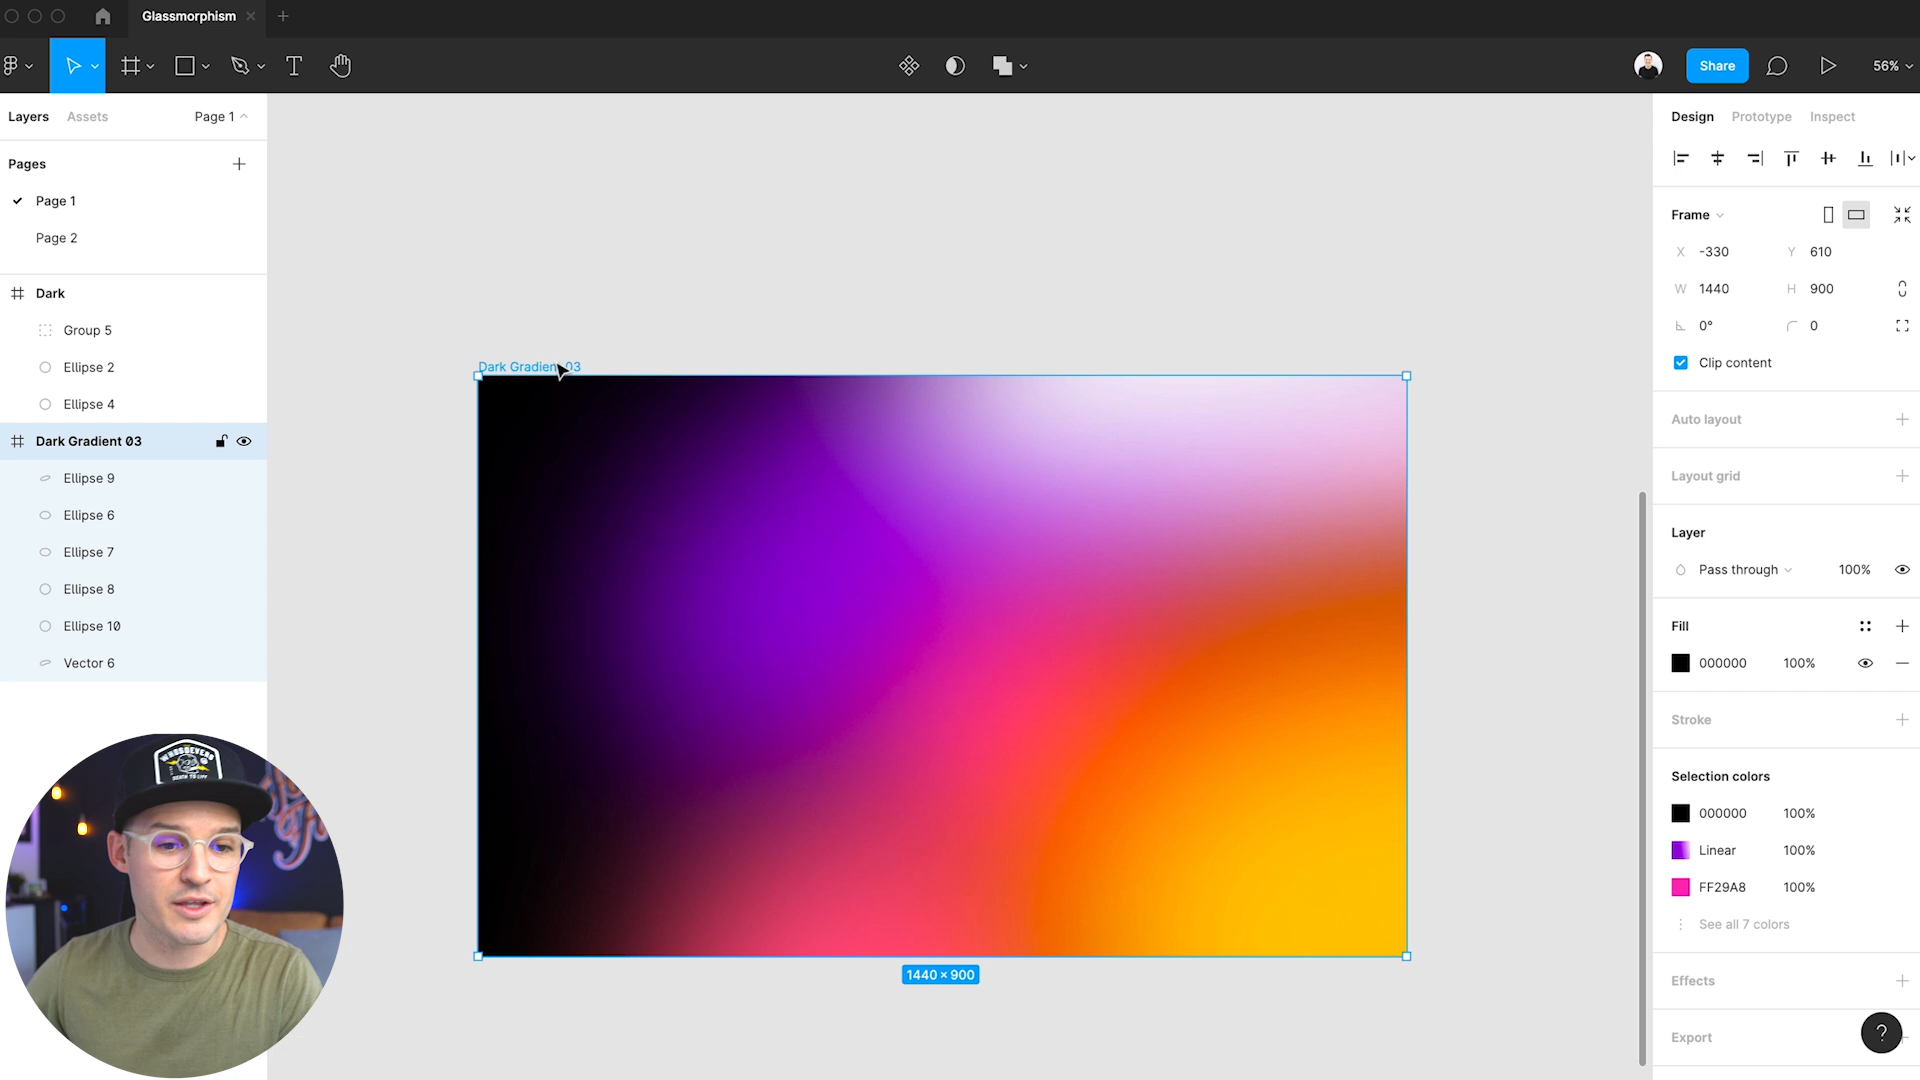 Glassmorphism
Share
56%
Layers Assets Page 1
Pages
Page 1
Page 2
Dark
Group 5
Ellipse 2
Ellipse 4
Dark Gradient 03
Ellipse 9
Ellipse 6
Ellipse 7
Ellipse 8
Ellipse 10
Vector 6
DEATH TO LIFE
Dark Gradient 03
1440 × 900
Design Prototype Inspect
Frame
X -330 Y 610
W 1440 H 900
0° 0
Clip content
Auto layout
Layout grid
Layer
Pass through 100%
Fill
000000 100%
Stroke
Selection colors
000000 100%
Linear 100%
FF29A8 100%
See all 7 colors
Effects
Export
?